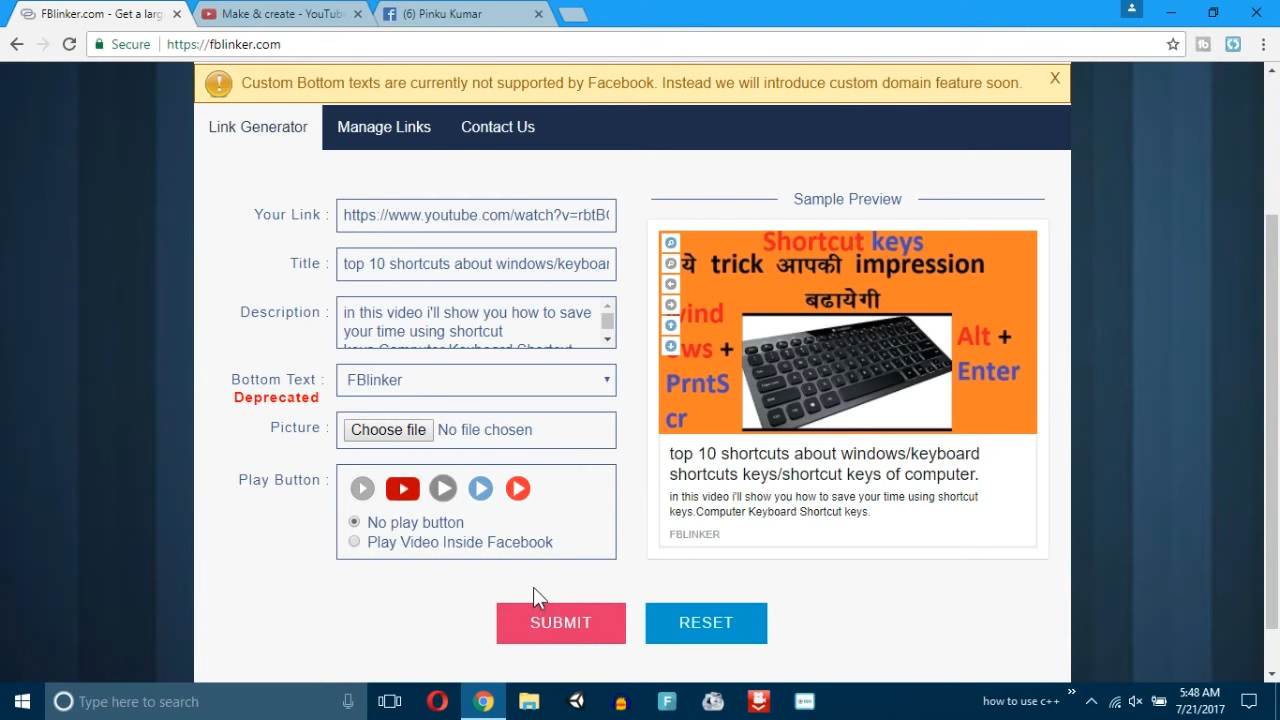 FBlinker.com - Get a larg
Make & create - YouTube
(6) Pinku Kumar
Secure
https://fblinker.com
Custom Bottom texts are currently not supported by Facebook. Instead we will introduce custom domain feature soon.
X
Link Generator
Manage Links
Contact Us
Your Link :
https://www.youtube.com/watch?v=rbtB
Title :
top 10 shortcuts about windows/keyboar
Description :
in this video i'll show you how to save
your time using shortcut
keys.Computer Keyboard Shortcut
Bottom Text :
FBlinker
Deprecated
Picture :
Choose file
No file chosen
Play Button :
No play button
Play Video Inside Facebook
SUBMIT
RESET
Sample Preview
Shortcut keys
ये trick आपकी impression
बढायेगी
wind
ows +
PrntS
cr
Alt +
Enter
top 10 shortcuts about windows/keyboard
shortcuts keys/shortcut keys of computer.
in this video i'll show you how to save your time using shortcut
keys.Computer Keyboard Shortcut keys.
FBLINKER
Type here to search
how to use c++
5:48 AM
7/21/2017